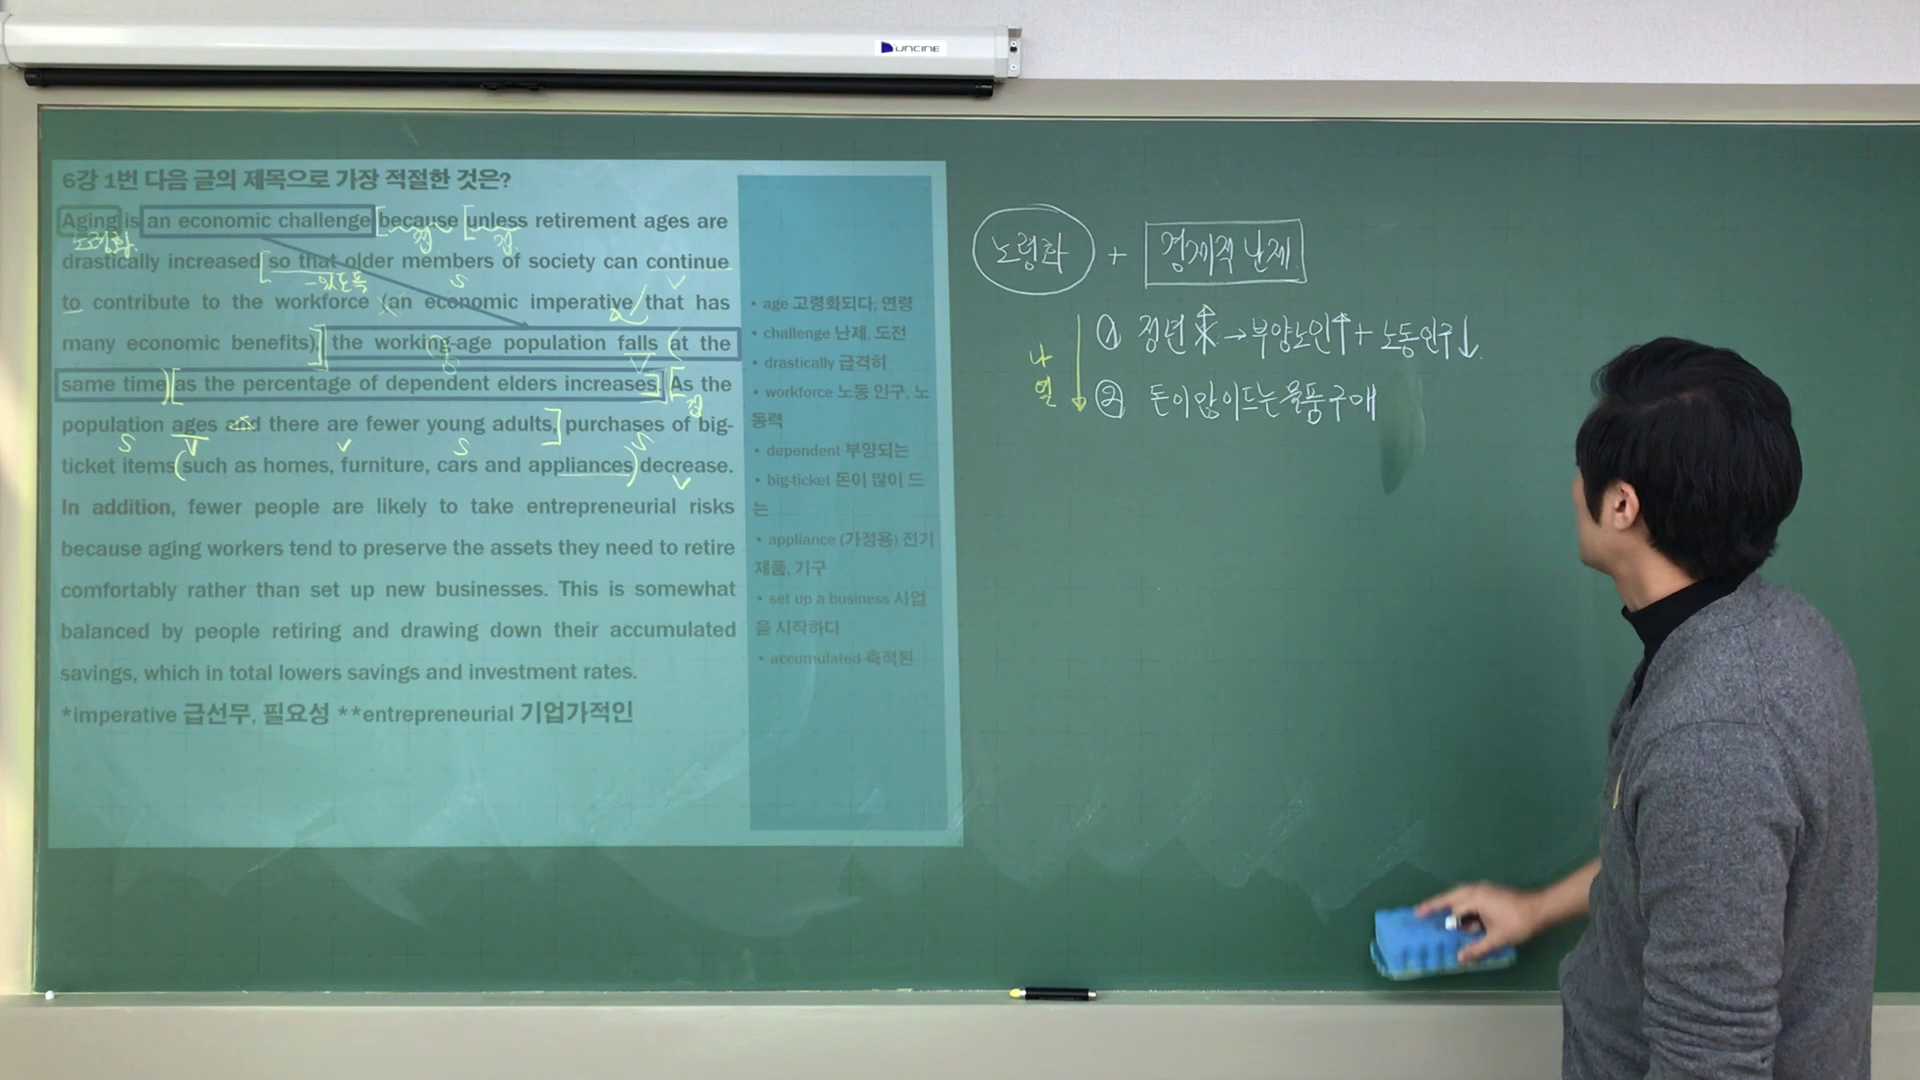 UNCINE
6강 1번 다음 글의 제목으로 가장 적절한 것은?
Aging is an economic challenge because unless retirement ages are
노령화.
접
접
drastically increased so that older members of society can continue
~있도록
S
V
to contribute to the workforce (an economic imperative that has
many economic benefits), the working-age population falls at the
S
V
same time as the percentage of dependent elders increases. As the
접
population ages and there are fewer young adults, purchases of big-
S
V
V
S
S
ticket items (such as homes, furniture, cars and appliances) decrease.
V
In addition, fewer people are likely to take entrepreneurial risks
because aging workers tend to preserve the assets they need to retire
comfortably rather than set up new businesses. This is somewhat
balanced by people retiring and drawing down their accumulated
savings, which in total lowers savings and investment rates.
*imperative 급선무, 필요성 **entrepreneurial 기업가적인
• age 고령화되다; 연령
• challenge 난제, 도전
• drastically 급격히
• workforce 노동 인구, 노
동력
• dependent 부양되는
• big-ticket 돈이 많이 드
는
• appliance (가정용) 전기
제품, 기구
• set up a business 사업
을 시작하다
• accumulated 축적된
노령화 + 경제적 난제
나열
① 정년 ↑ → 부양노인↑ + 노동인구↓
② 돈이많이드는물품구매